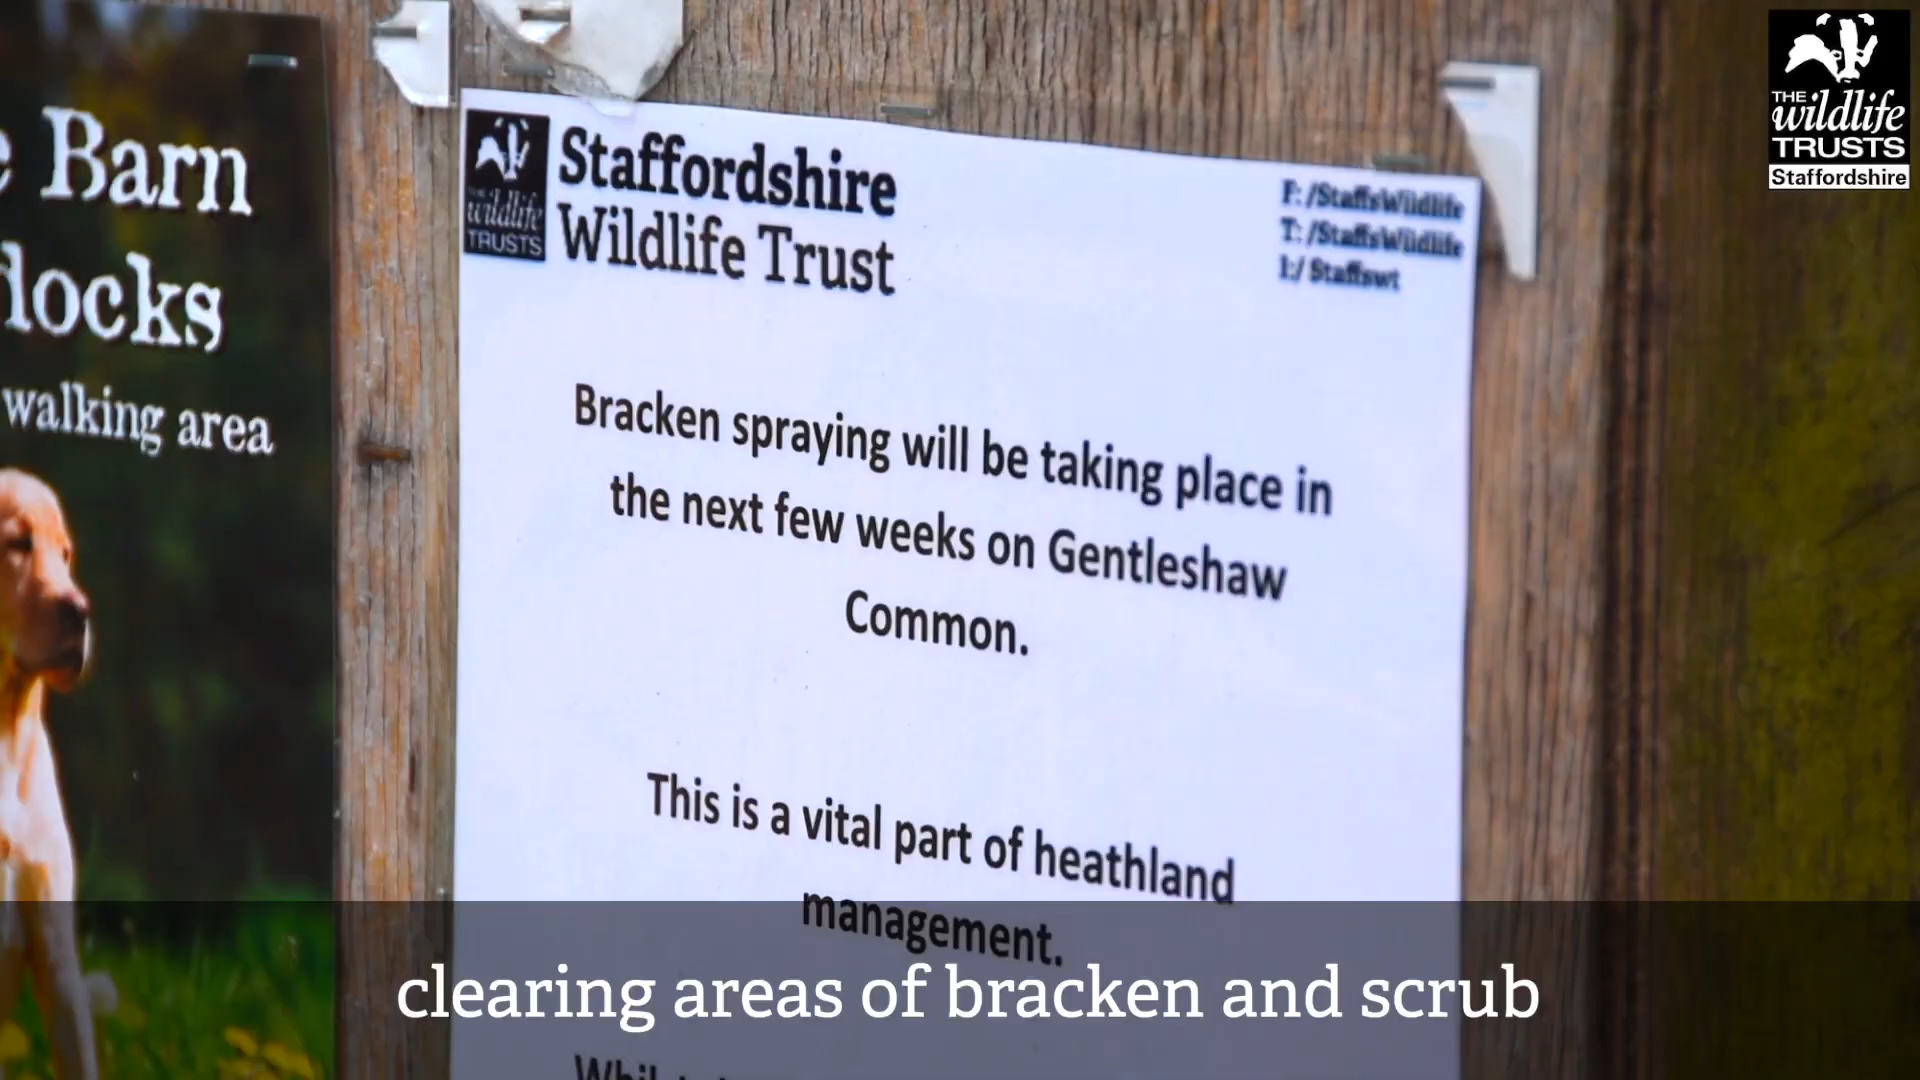 Barn
locks
walking area
THE
wildlife
TRUSTS
Staffordshire
Wildlife Trust
F: /StaffsWildlife
T: /StaffsWildlife
I:/ Staffswt
Bracken spraying will be taking place in
the next few weeks on Gentleshaw
Common.
This is a vital part of heathland
management.
clearing areas of bracken and scrub
THE
wildlife
TRUSTS
Staffordshire